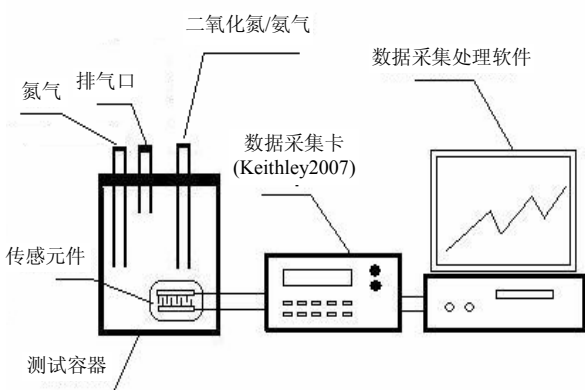 二氧化氮/氨气
数据采集处理软件
排气口
氮气
数据采集卡
(Keithley2007)
传感元件
测试容器